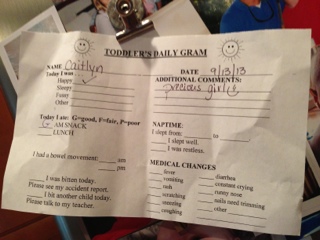 TODDLER'S DAILY GRAM
NAME Caitlyn
DATE 9/13/13
Today I was
Happy
Sleepy
Fussy
Other
ADDITIONAL COMMENTS:
precious girl
Today I ate: G=good, F=fair, P=poor
G AM SNACK
LUNCH
NAPTIME:
I slept from: to
I slept well.
I was restless.
I had a bowel movement: am
pm
MEDICAL CHANGES
fever
vomiting
rash
scratching
sneezing
coughing
diarrhea
constant crying
runny nose
nails need trimming
other
I was bitten today.
Please see my accident report.
I bit another child today.
Please talk to my teacher.